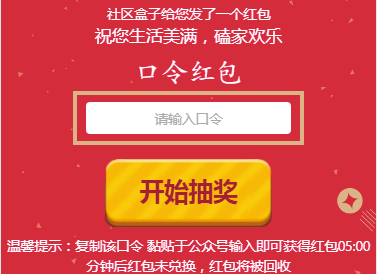 社区盒子给您发了一个红包
祝您生活美满，磕家欢乐
口令红包
请输入口令
开始抽奖
温馨提示：复制该口令 黏贴于公众号输入即可获得红包05:00
分钟后红包未兑换，红包将被回收